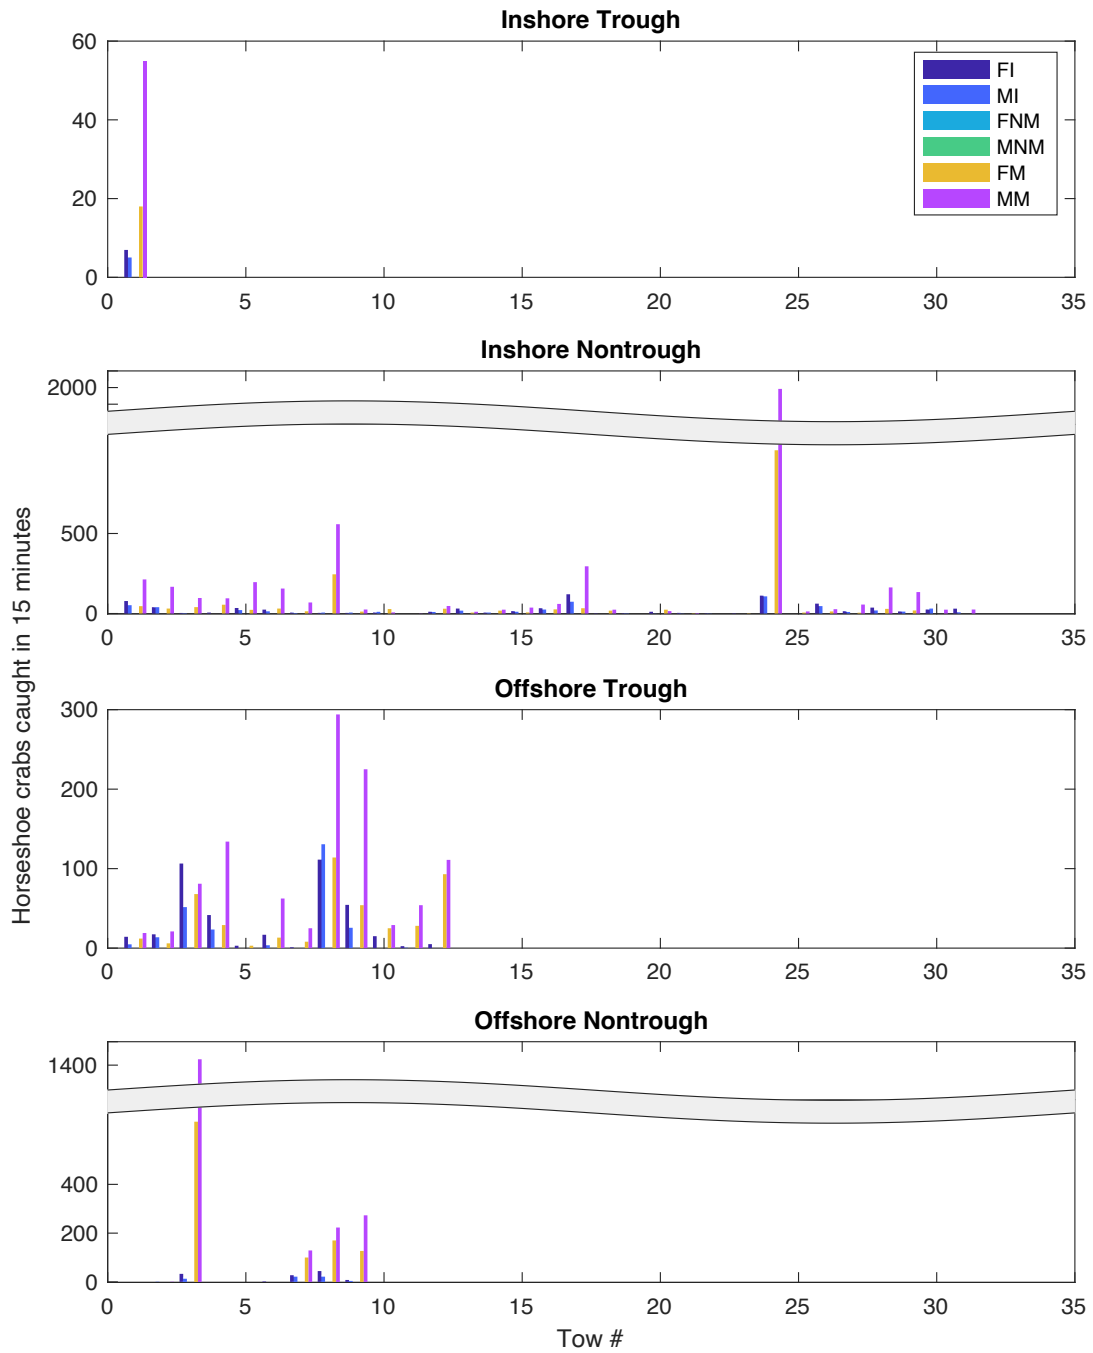 Inshore Trough
60
40
20
0
0 5 10 15 20 25 30 35
FI
MI
FNM
MNM
FM
MM
Inshore Nontrough
2000
500
0
0 5 10 15 20 25 30 35
Horseshoe crabs caught in 15 minutes
Offshore Trough
300
200
100
0
0 5 10 15 20 25 30 35
Offshore Nontrough
1400
400
200
0
0 5 10 15 20 25 30 35
Tow #